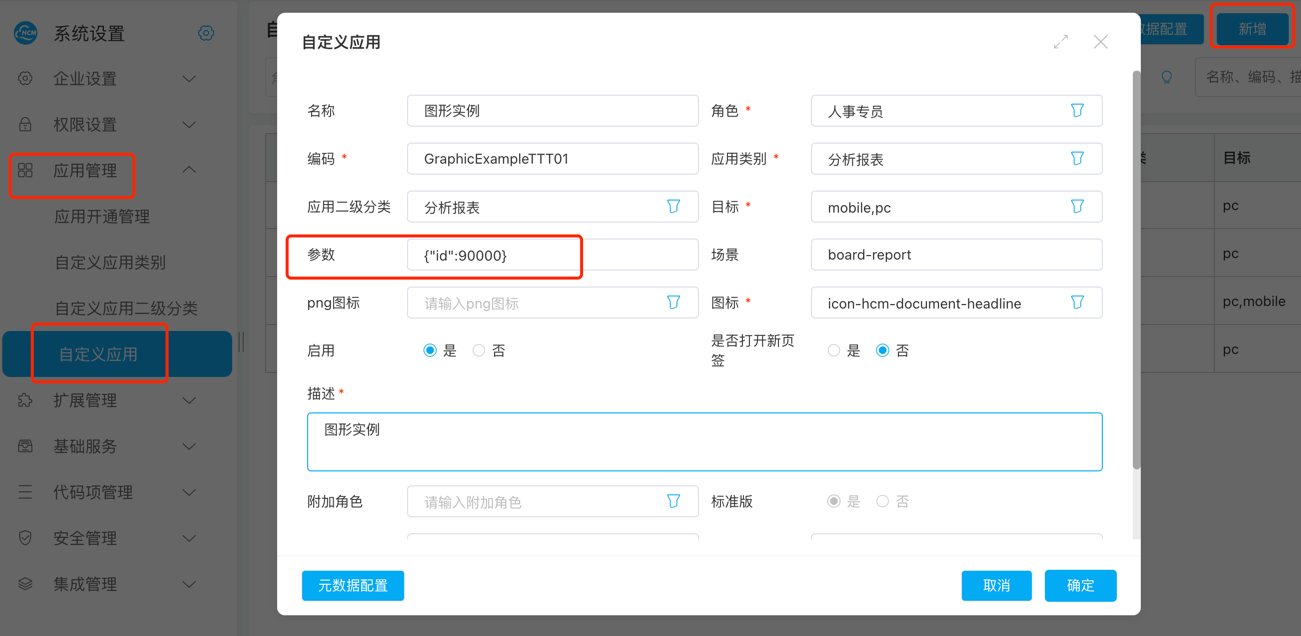 HCM
系统设置
企业设置
权限设置
应用管理
应用开通管理
自定义应用类别
自定义应用二级分类
自定义应用
扩展管理
基础服务
代码项管理
安全管理
集成管理
自
数据配置
新增
名称、编码、描
目标
pc
pc
pc,mobile
pc
自定义应用
名称
图形实例
角色 *
人事专员
编码 *
GraphicExampleTTT01
应用类别 *
分析报表
应用二级分类
分析报表
目标 *
mobile,pc
参数
{"id":90000}
场景
board-report
png图标
请输入png图标
图标 *
icon-hcm-document-headline
启用
是 否
是否打开新页
签
是 否
描述 *
图形实例
附加角色
请输入附加角色
标准版
是 否
元数据配置
取消
确定